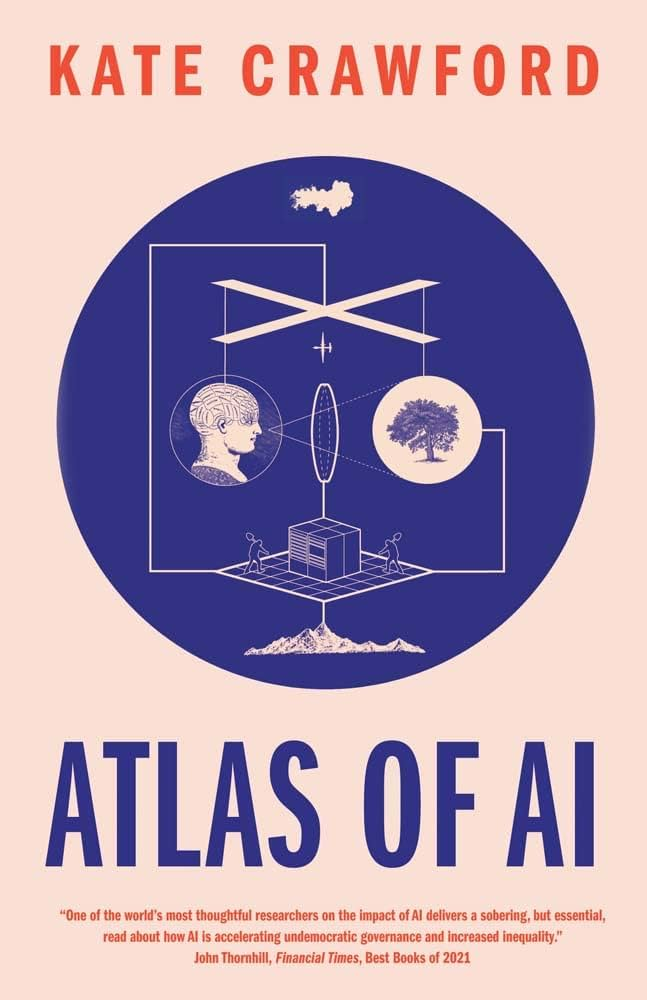 KATE CRAWFORD
ATLAS OF AI
“One of the world’s most thoughtful researchers on the impact of AI delivers a sobering, but essential,
read about how AI is accelerating undemocratic governance and increased inequality.”
John Thornhill, Financial Times, Best Books of 2021